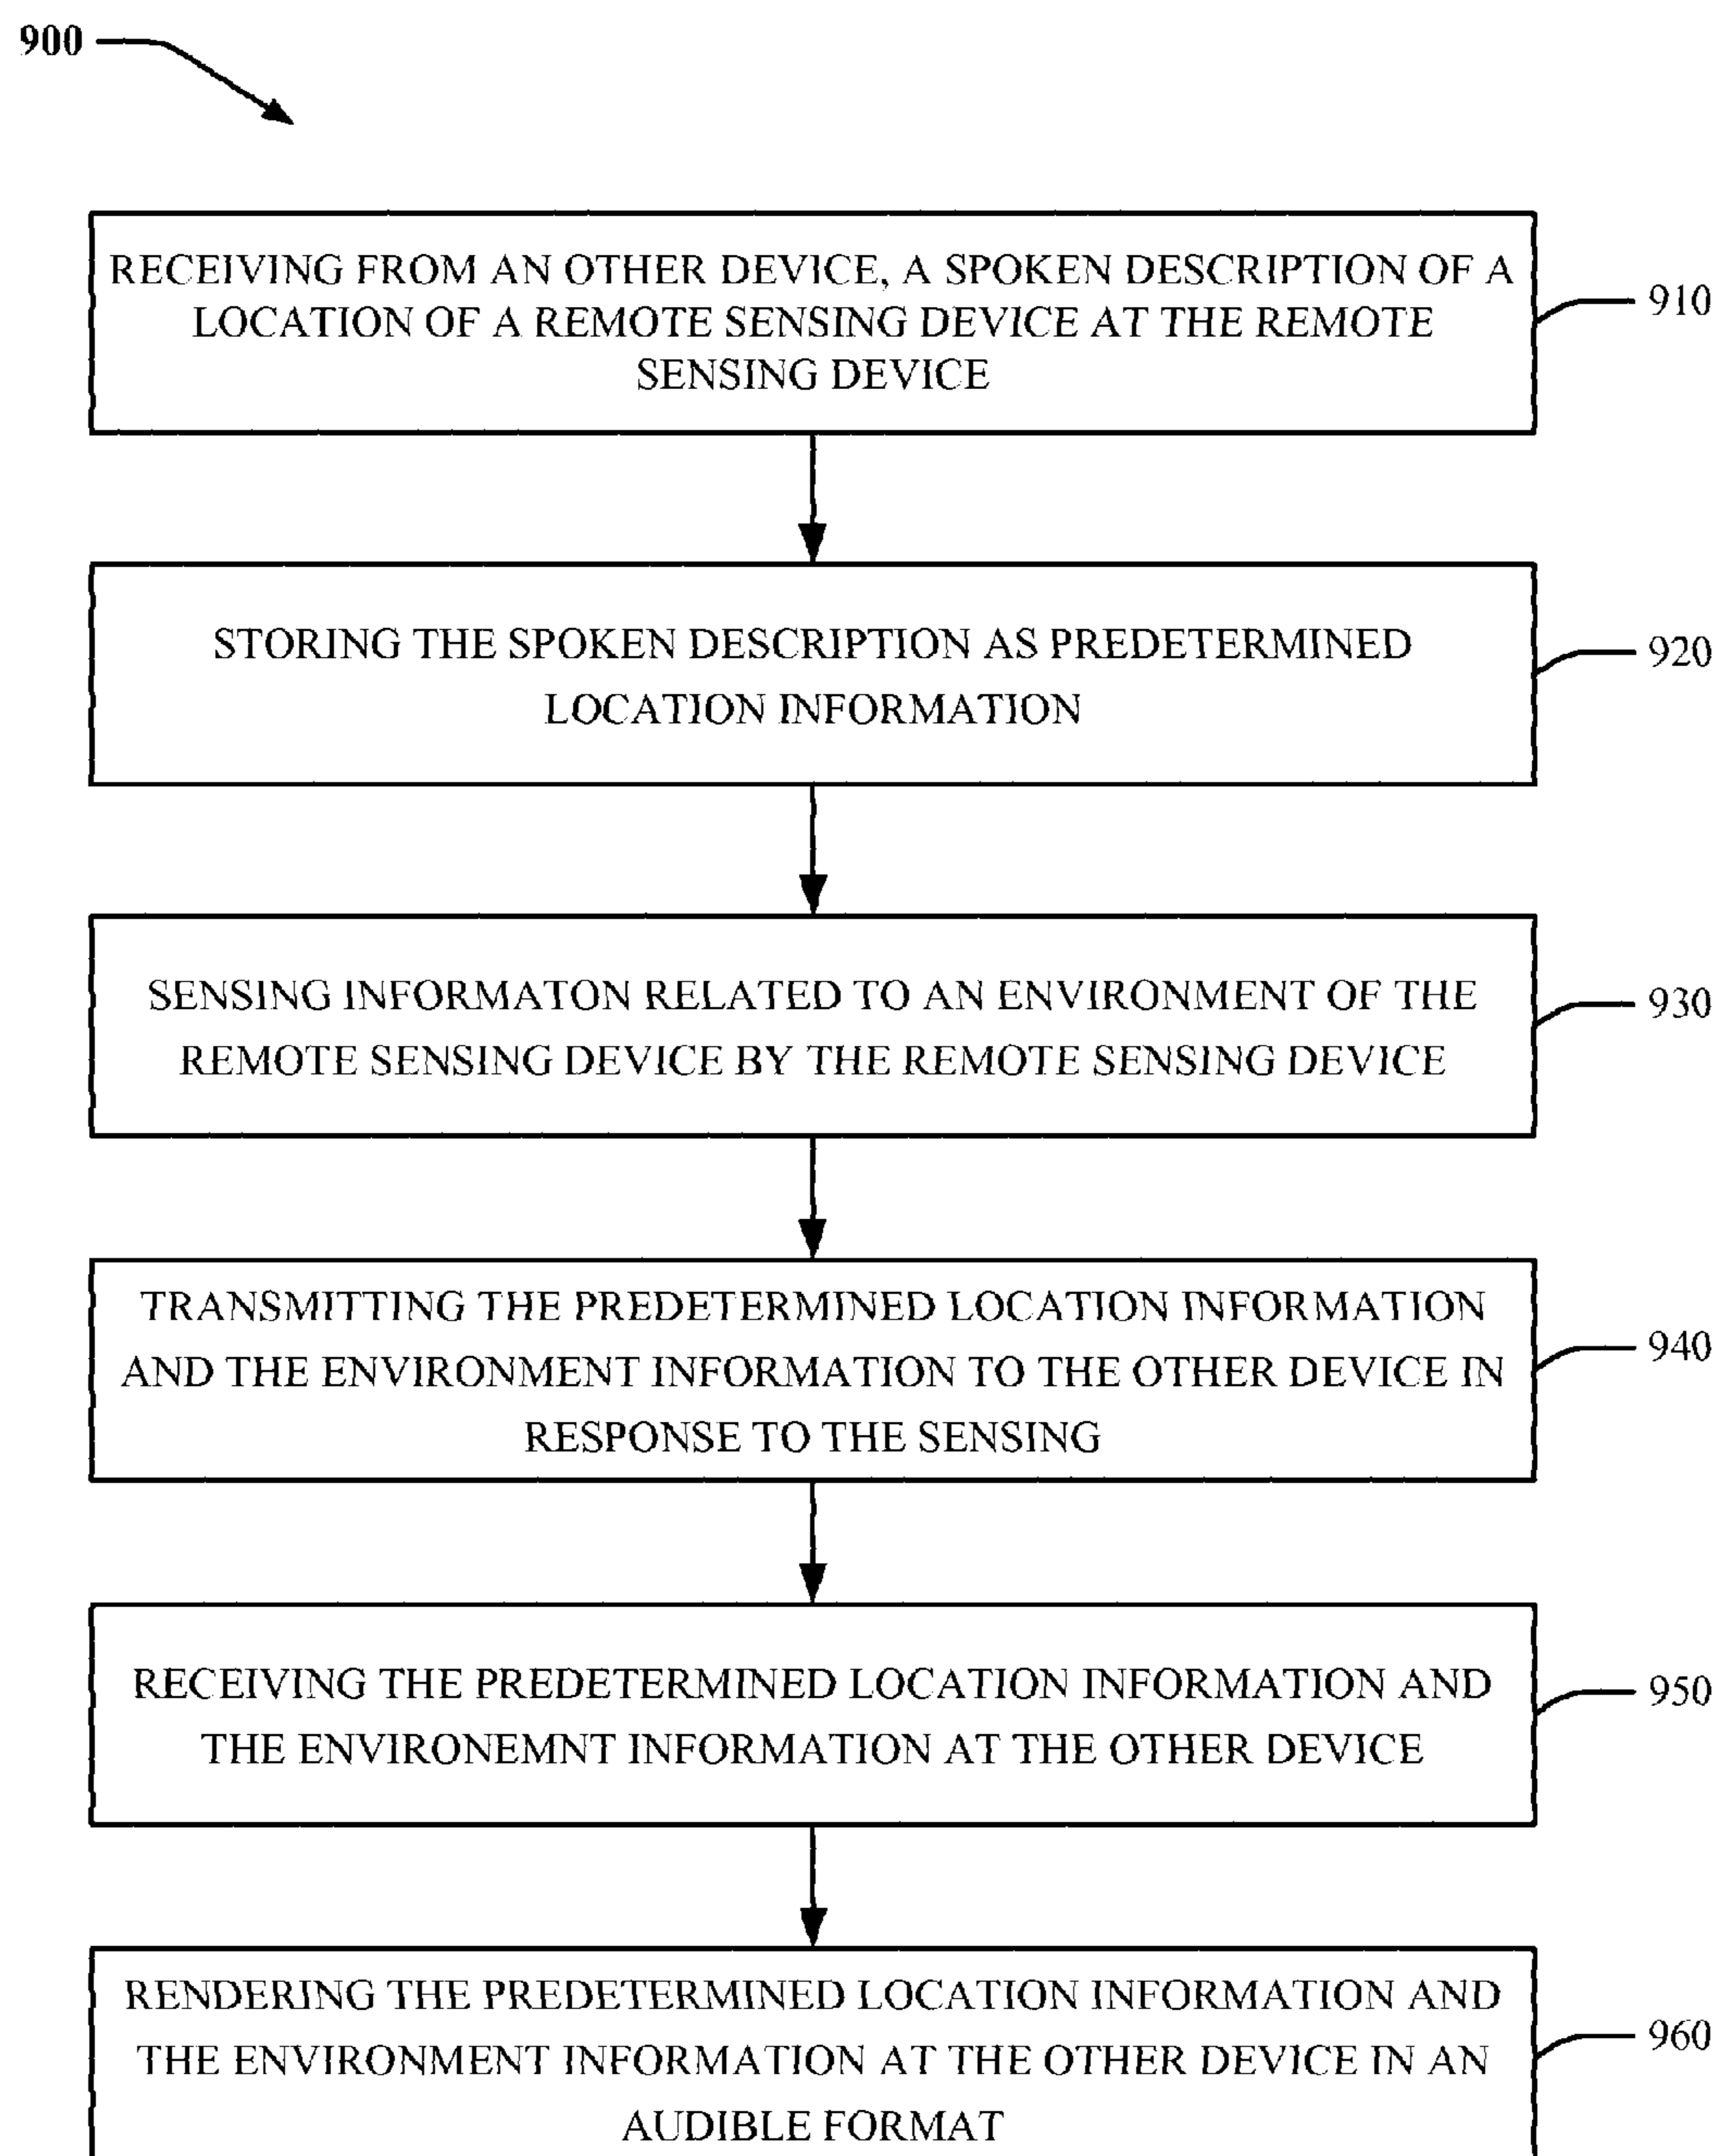 900
RECEIVING FROM AN OTHER DEVICE, A SPOKEN DESCRIPTION OF A
LOCATION OF A REMOTE SENSING DEVICE AT THE REMOTE
SENSING DEVICE
910
STORING THE SPOKEN DESCRIPTION AS PREDETERMINED
LOCATION INFORMATION
920
SENSING INFORMATON RELATED TO AN ENVIRONMENT OF THE
REMOTE SENSING DEVICE BY THE REMOTE SENSING DEVICE
930
TRANSMITTING THE PREDETERMINED LOCATION INFORMATION
AND THE ENVIRONMENT INFORMATION TO THE OTHER DEVICE IN
RESPONSE TO THE SENSING
940
RECEIVING THE PREDETERMINED LOCATION INFORMATION AND
THE ENVIRONEMNT INFORMATION AT THE OTHER DEVICE
950
RENDERING THE PREDETERMINED LOCATION INFORMATION AND
THE ENVIRONMENT INFORMATION AT THE OTHER DEVICE IN AN
AUDIBLE FORMAT
960